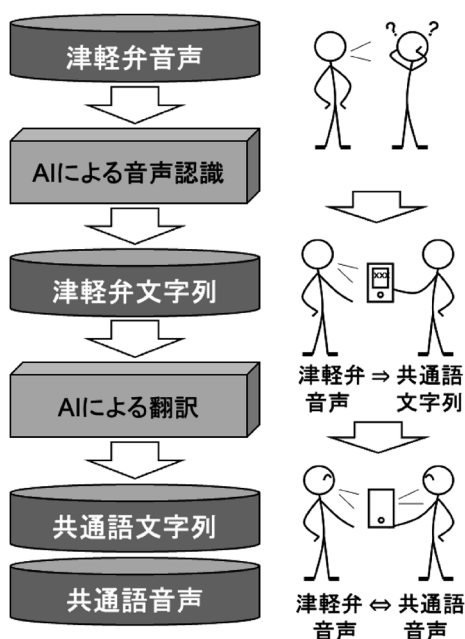 津軽弁音声
AIによる音声認識
津軽弁文字列
AIによる翻訳
共通語文字列
共通語音声
? ?
xxx
津軽弁 ⇒ 共通語
音声 文字列
津軽弁 ⇔ 共通語
音声 音声